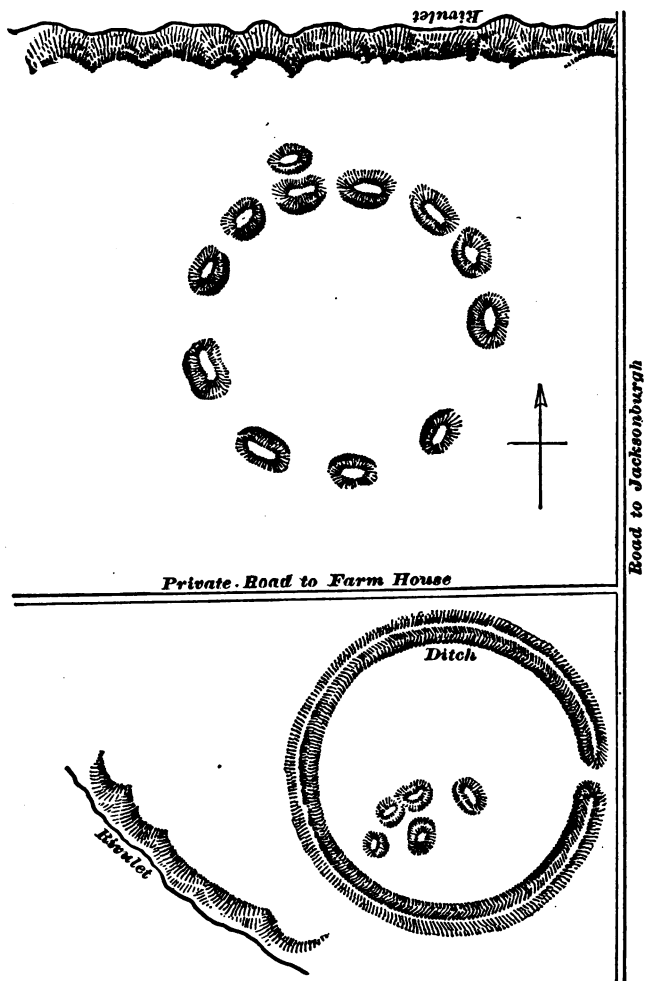 Rivulet
Road to Jacksonburgh
Private Road to Farm House
Ditch
Rivulet